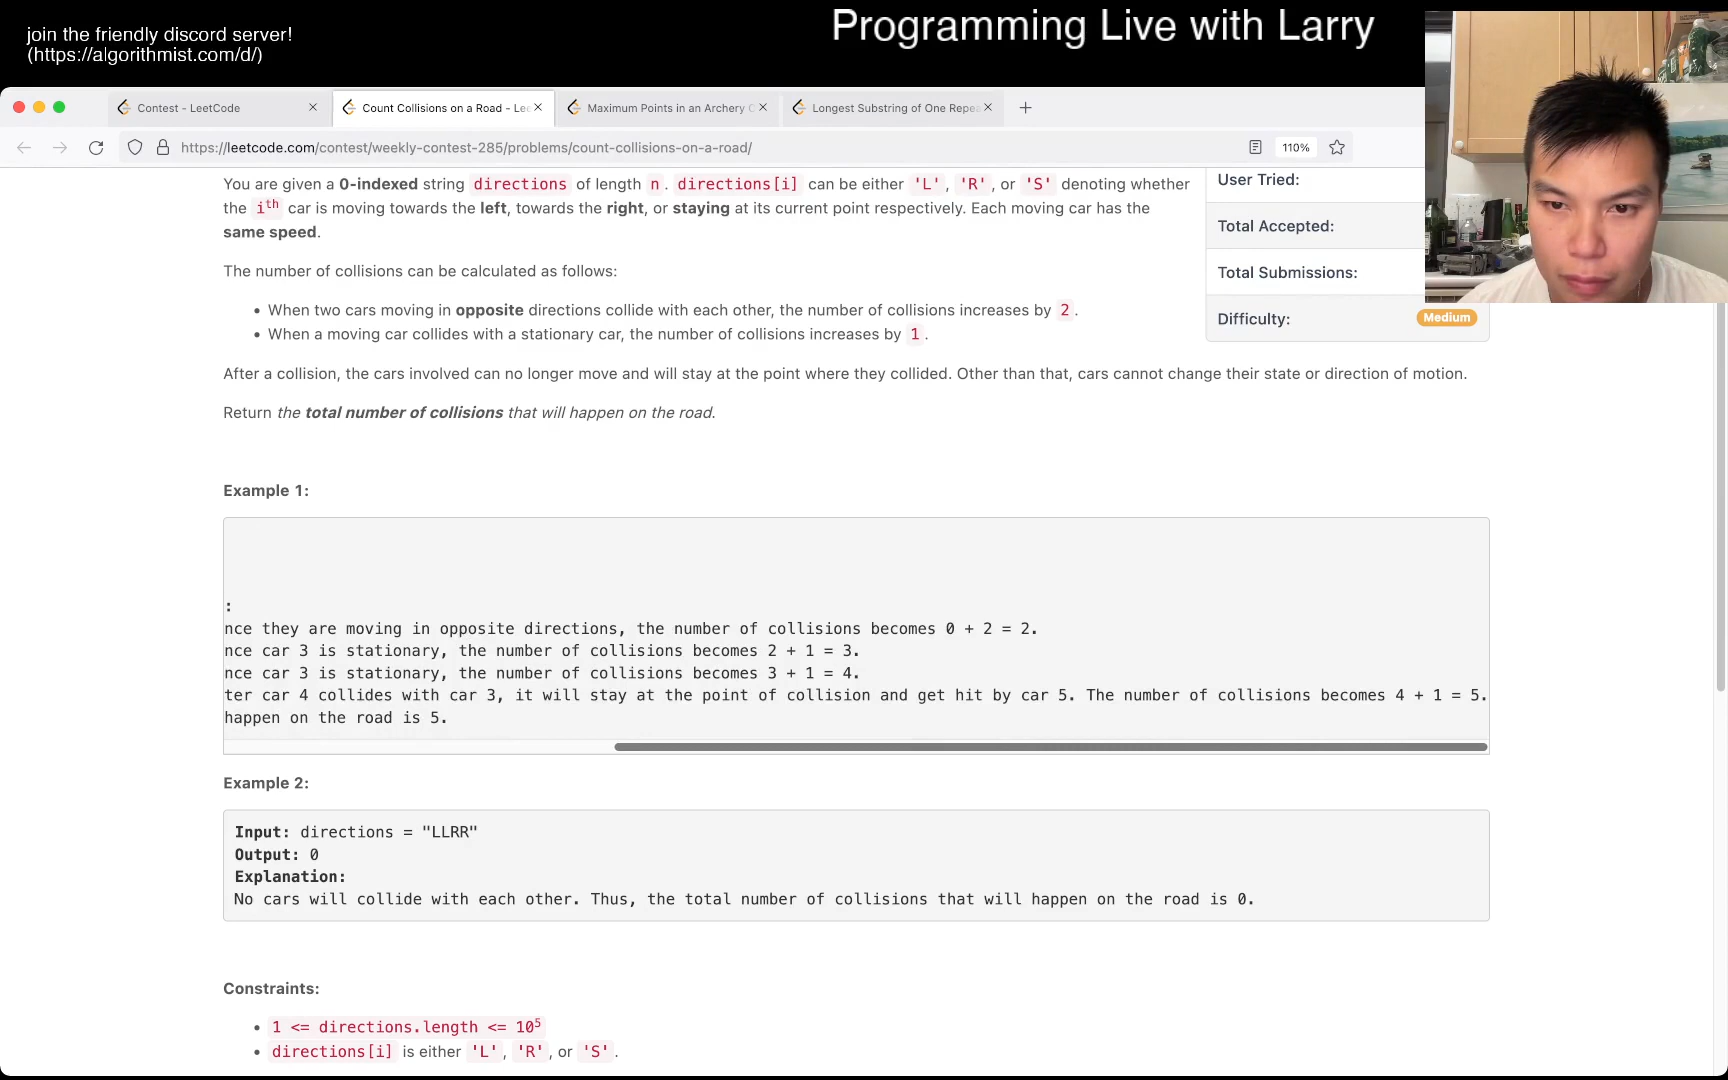 join the friendly discord server!
(https://algorithmist.com/d/)
Programming Live with Larry
Contest - LeetCode
Count Collisions on a Road - Lee
Maximum Points in an Archery C
Longest Substring of One Repea
https://leetcode.com/contest/weekly-contest-285/problems/count-collisions-on-a-road/
110%
You are given a 0-indexed string directions of length n. directions[i] can be either 'L', 'R', or 'S' denoting whether
the ith car is moving towards the left, towards the right, or staying at its current point respectively. Each moving car has the
same speed.
The number of collisions can be calculated as follows:
• When two cars moving in opposite directions collide with each other, the number of collisions increases by 2.
• When a moving car collides with a stationary car, the number of collisions increases by 1.
After a collision, the cars involved can no longer move and will stay at the point where they collided. Other than that, cars cannot change their state or direction of motion.
Return the total number of collisions that will happen on the road.
User Tried:
Total Accepted:
Total Submissions:
Difficulty:
Medium
Example 1:
:
nce they are moving in opposite directions, the number of collisions becomes 0 + 2 = 2.
nce car 3 is stationary, the number of collisions becomes 2 + 1 = 3.
nce car 3 is stationary, the number of collisions becomes 3 + 1 = 4.
ter car 4 collides with car 3, it will stay at the point of collision and get hit by car 5. The number of collisions becomes 4 + 1 = 5.
happen on the road is 5.
Example 2:
Input: directions = "LLRR"
Output: 0
Explanation:
No cars will collide with each other. Thus, the total number of collisions that will happen on the road is 0.
Constraints:
• 1 <= directions.length <= 10^5
• directions[i] is either 'L', 'R', or 'S'.